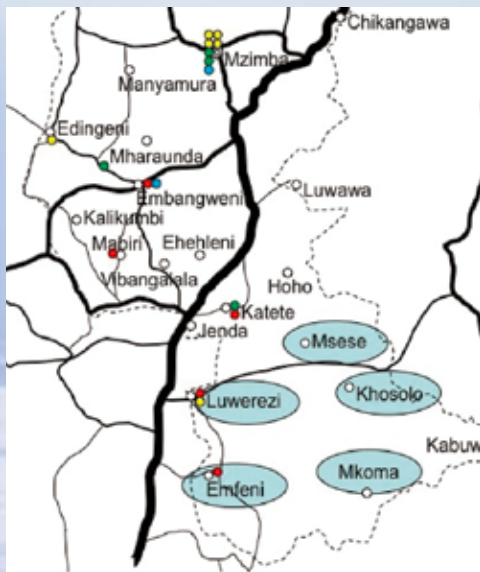 Chikangawa
Mzimba
Manyamura
Edingeni
Mharaunda
Luwawa
Embangweni
Kalikumbi
Mabiri
Ehehleni
Vibangalala
Hoho
Katete
Jenda
Msese
Khosolo
Luwerezi
Kabuw
Mkoma
Emfeni